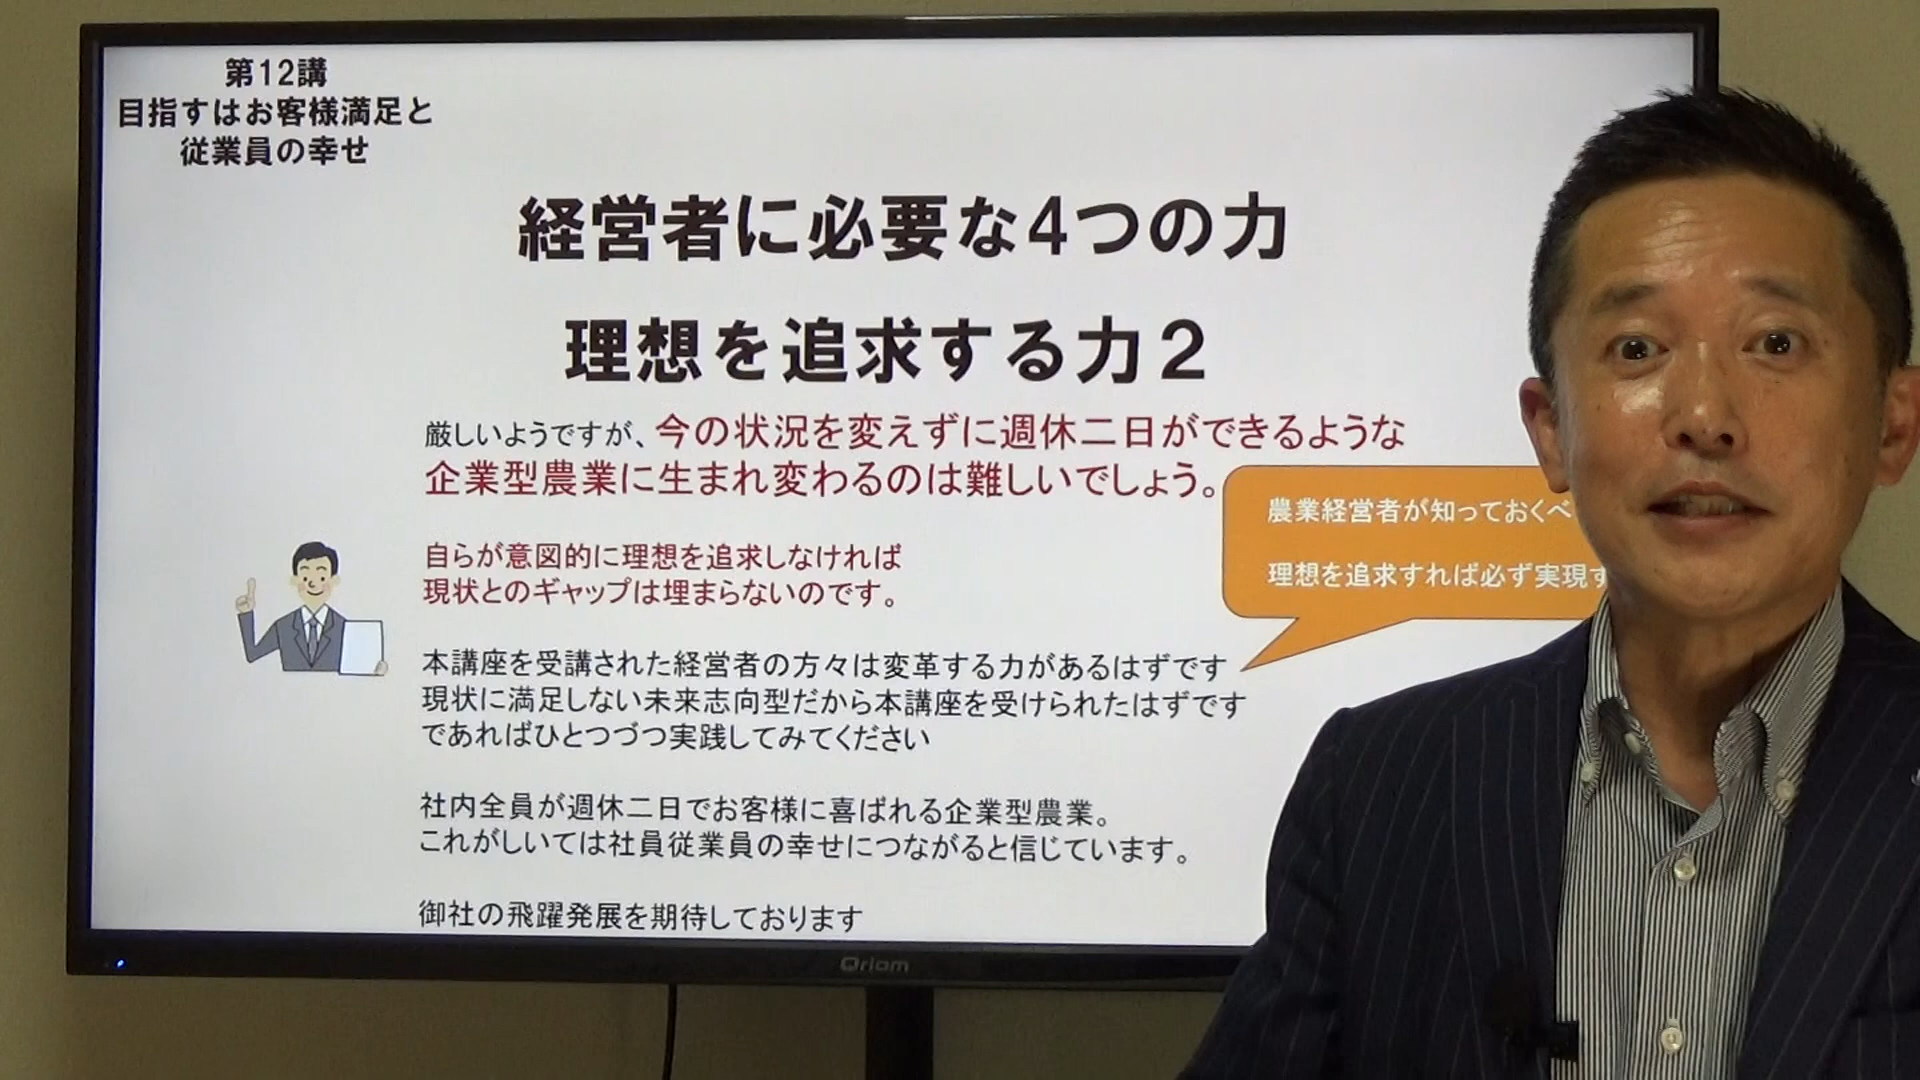 第12講
目指すはお客様満足と
従業員の幸せ
経営者に必要な4つの力
理想を追求する力２
厳しいようですが、今の状況を変えずに週休二日ができるような
企業型農業に生まれ変わるのは難しいでしょう。
農業経営者が知っておくべ
理想を追求すれば必ず実現す
自らが意図的に理想を追求しなければ
現状とのギャップは埋まらないのです。
本講座を受講された経営者の方々は変革する力があるはずです
現状に満足しない未来志向型だから本講座を受けられたはずです
であればひとつづつ実践してみてください
社内全員が週休二日でお客様に喜ばれる企業型農業。
これがしいては社員従業員の幸せにつながると信じています。
御社の飛躍発展を期待しております
Qriom